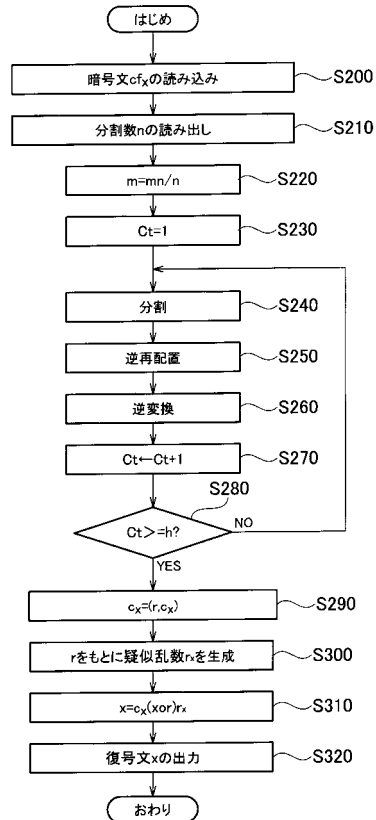 はじめ
暗号文cfxの読み込み
S200
分割数nの読み出し
S210
m=mn/n
S220
Ct=1
S230
分割
S240
逆再配置
S250
逆変換
S260
Ct←Ct+1
S270
S280
Ct>=h?
NO
YES
cx=(r,cx)
S290
rをもとに疑似乱数rxを生成
S300
x=cx(xor)rx
S310
復号文xの出力
S320
おわり